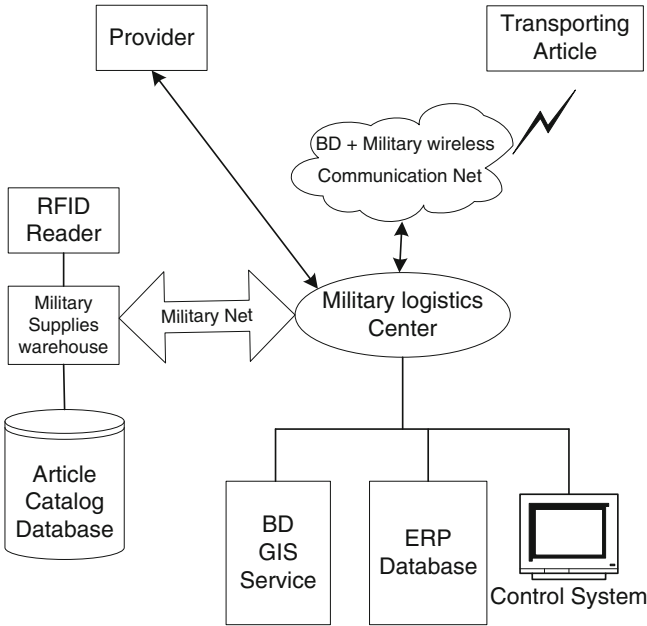 Provider
Transporting
Article
BD + Military wireless
Communication Net
RFID
Reader
Military
Supplies
warehouse
Military Net
Military logistics
Center
Article
Catalog
Database
BD
GIS
Service
ERP
Database
Control System